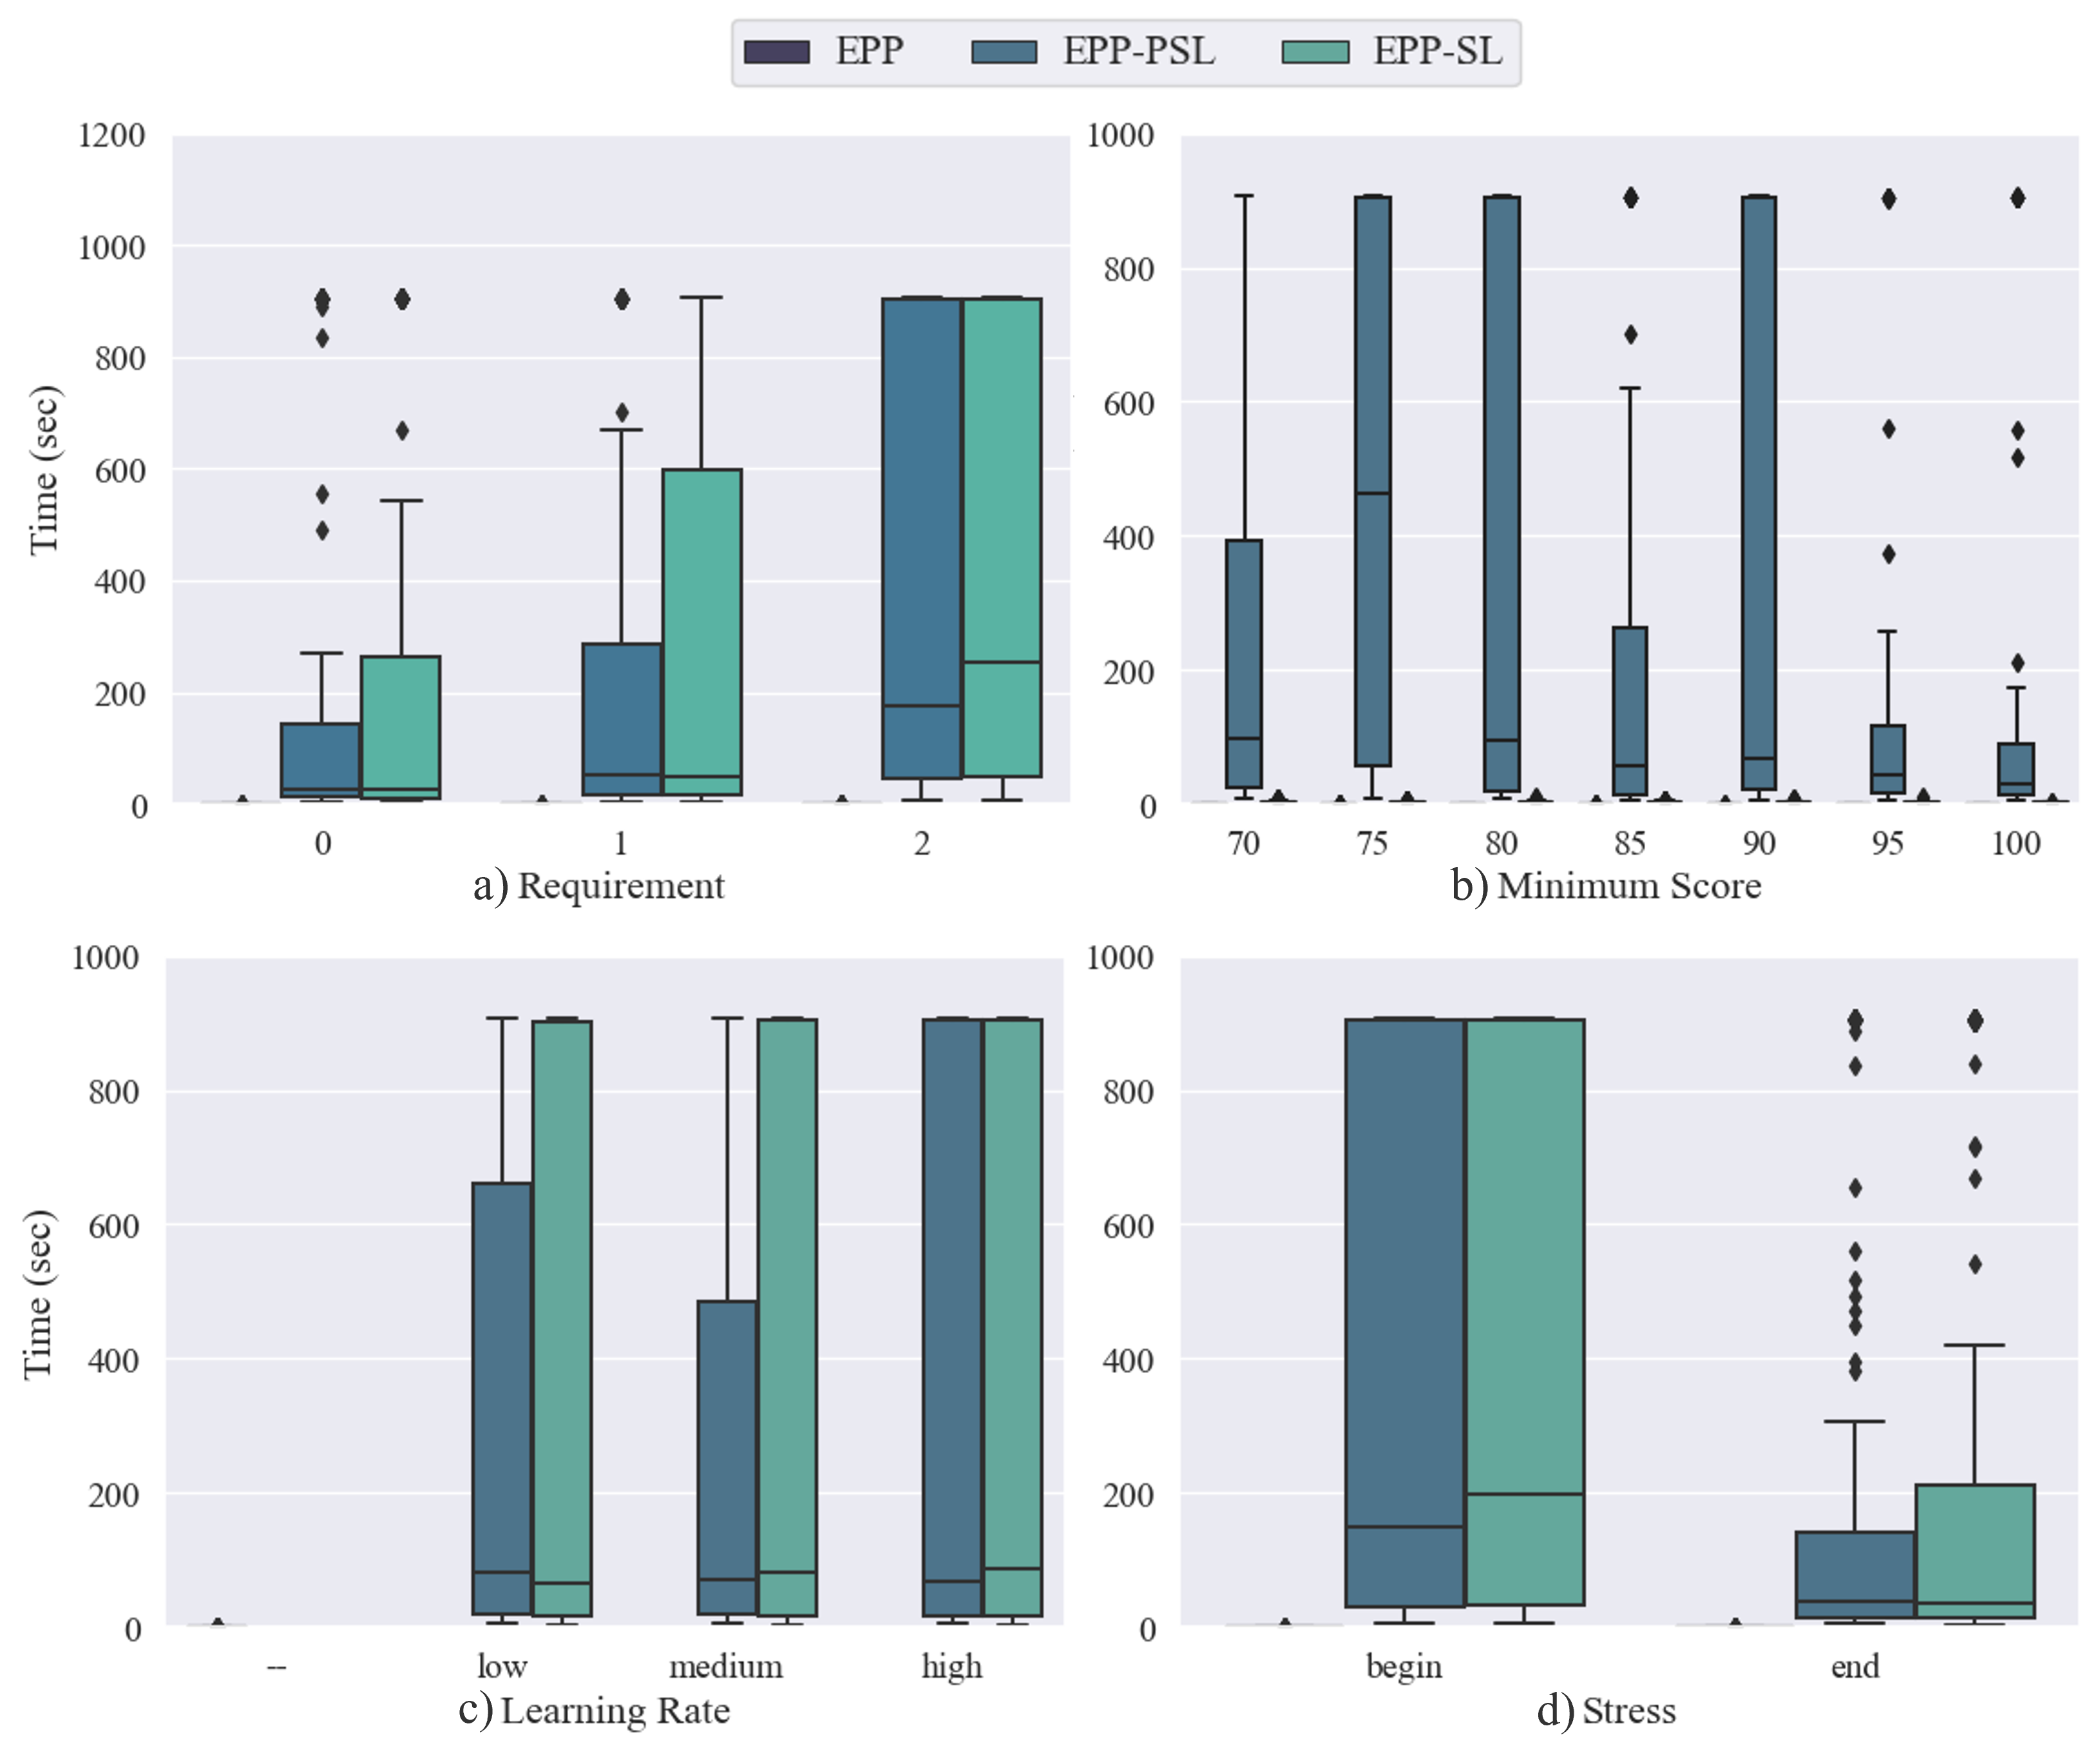 EPP EPP-PSL EPP-SL
1200
1000
800
600
400
200
0
Time (sec)
0 1 2
a) Requirement
1000
800
600
400
200
0
70 75 80 85 90 95 100
b) Minimum Score
1000
800
600
400
200
0
Time (sec)
-- low medium high
c) Learning Rate
1000
800
600
400
200
0
begin end
d) Stress